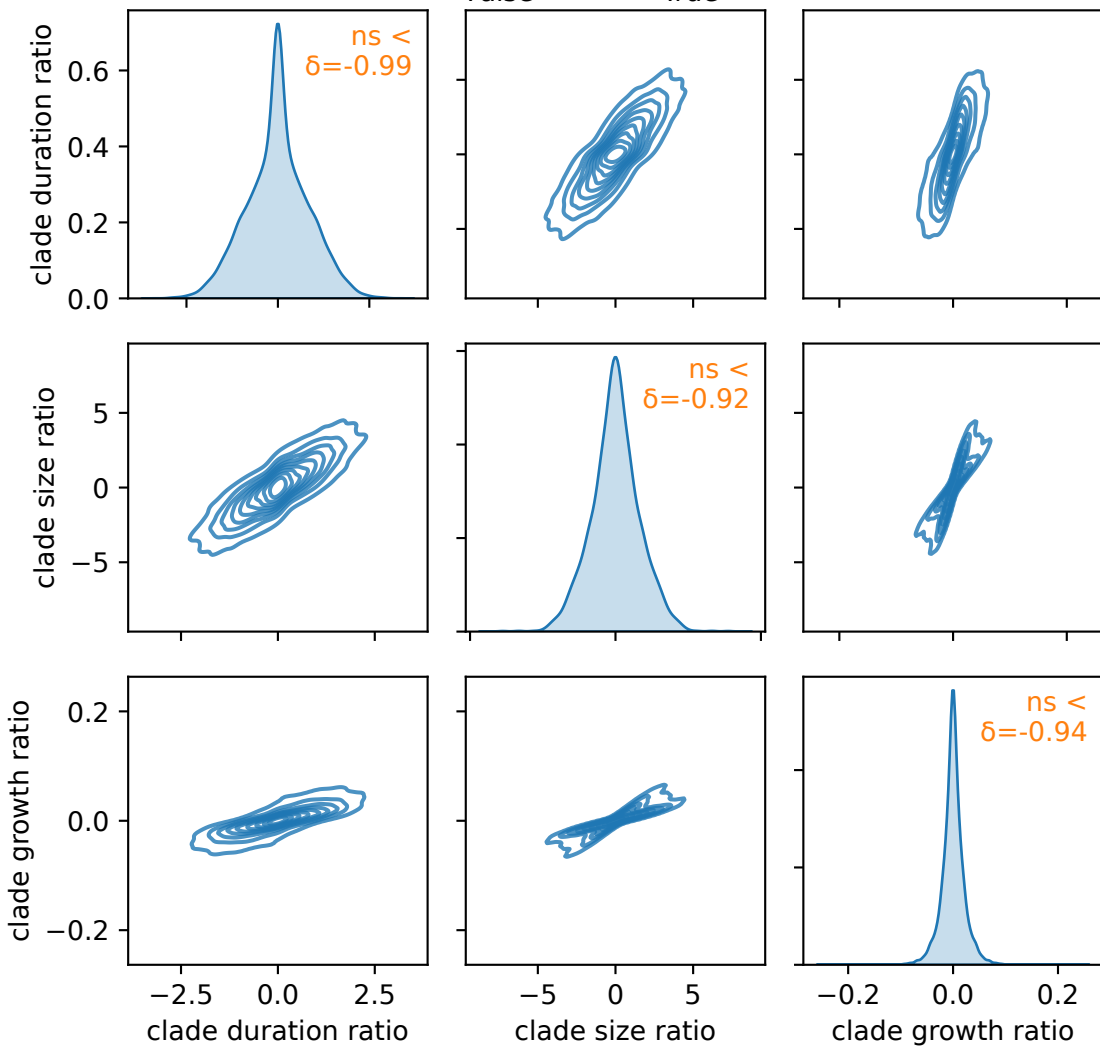 clade duration ratio
0.6
0.4
0.2
0.0
ns <
δ=-0.99
clade size ratio
5
0
−5
ns <
δ=-0.92
clade growth ratio
0.2
0.0
−0.2
ns <
δ=-0.94
−2.5 0.0 2.5
−5 0 5
−0.2 0.0 0.2
clade duration ratio
clade size ratio
clade growth ratio